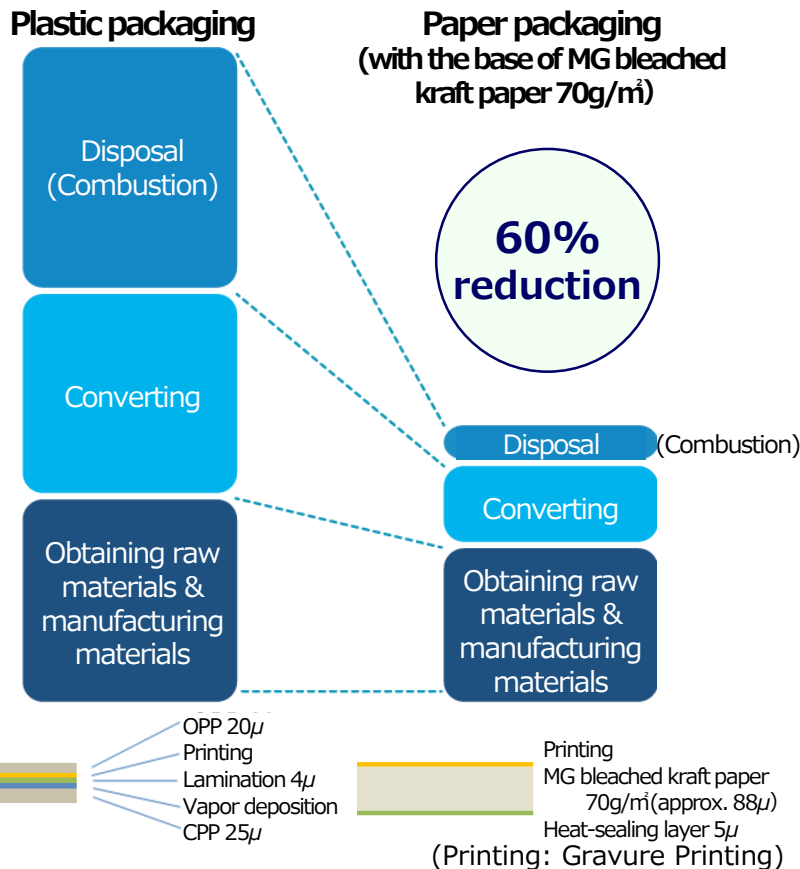 Plastic packaging
Paper packaging
(with the base of MG bleached
kraft paper 70g/㎡)
Disposal
(Combustion)
Converting
Obtaining raw
materials &
manufacturing
materials
60%
reduction
Disposal
(Combustion)
Converting
Obtaining raw
materials &
manufacturing
materials
OPP 20μ
Printing
Lamination 4μ
Vapor deposition
CPP 25μ
Printing
MG bleached kraft paper
70g/㎡(approx. 88μ)
Heat-sealing layer 5μ
(Printing: Gravure Printing)